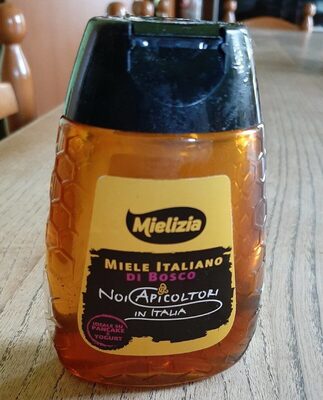 Mielizia
MIELE ITALIANO
DI BOSCO
NOI APICOLTORI
IN ITALIA
IDEALE SU
PANCAKE
E
YOGURT